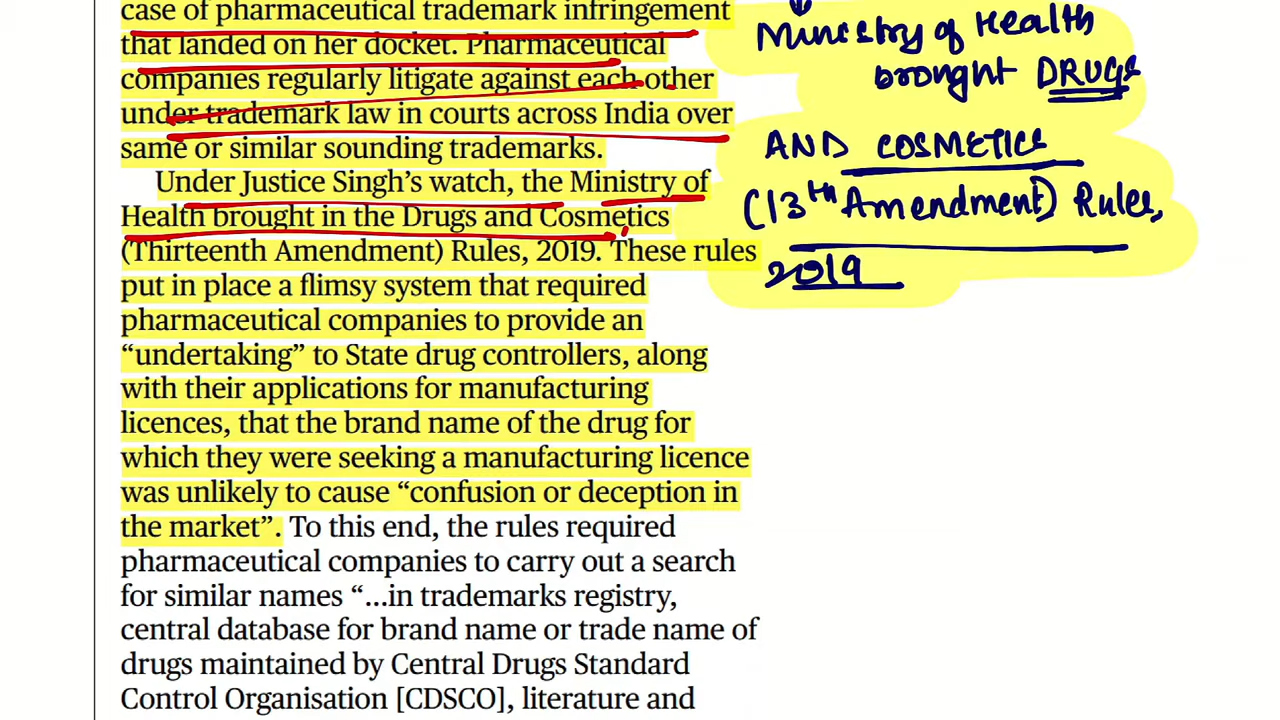 case of pharmaceutical trademark infringement
that landed on her docket. Pharmaceutical
companies regularly litigate against each other
under trademark law in courts across India over
same or similar sounding trademarks.
Under Justice Singh’s watch, the Ministry of
Health brought in the Drugs and Cosmetics
(Thirteenth Amendment) Rules, 2019. These rules
put in place a flimsy system that required
pharmaceutical companies to provide an
“undertaking” to State drug controllers, along
with their applications for manufacturing
licences, that the brand name of the drug for
which they were seeking a manufacturing licence
was unlikely to cause “confusion or deception in
the market”. To this end, the rules required
pharmaceutical companies to carry out a search
for similar names “...in trademarks registry,
central database for brand name or trade name of
drugs maintained by Central Drugs Standard
Control Organisation [CDSCO], literature and
Ministry of Health
brought DRUGS
AND COSMETICS
(13th Amendment) Rules,
2019